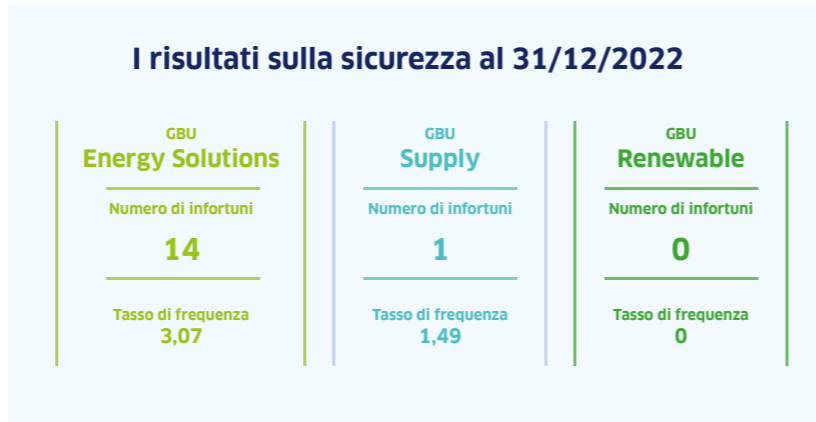 I risultati sulla sicurezza al 31/12/2022
GBU
Energy Solutions
Numero di infortuni
14
Tasso di frequenza
3,07
GBU
Supply
Numero di infortuni
1
Tasso di frequenza
1,49
GBU
Renewable
Numero di infortuni
0
Tasso di frequenza
0